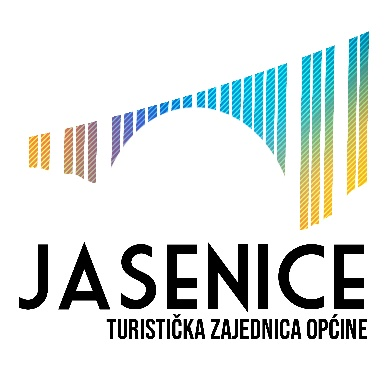 JASENICE
TURISTIČKA ZAJEDNICA OPĆINE